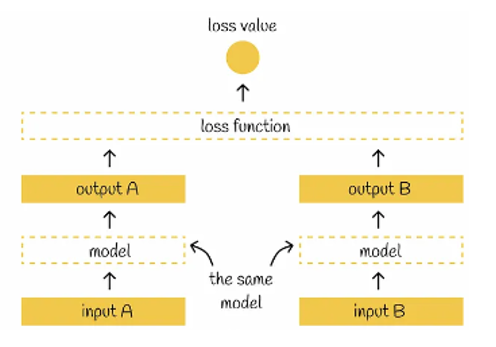 loss value
loss function
output A
output B
model
model
the same
model
input A
input B